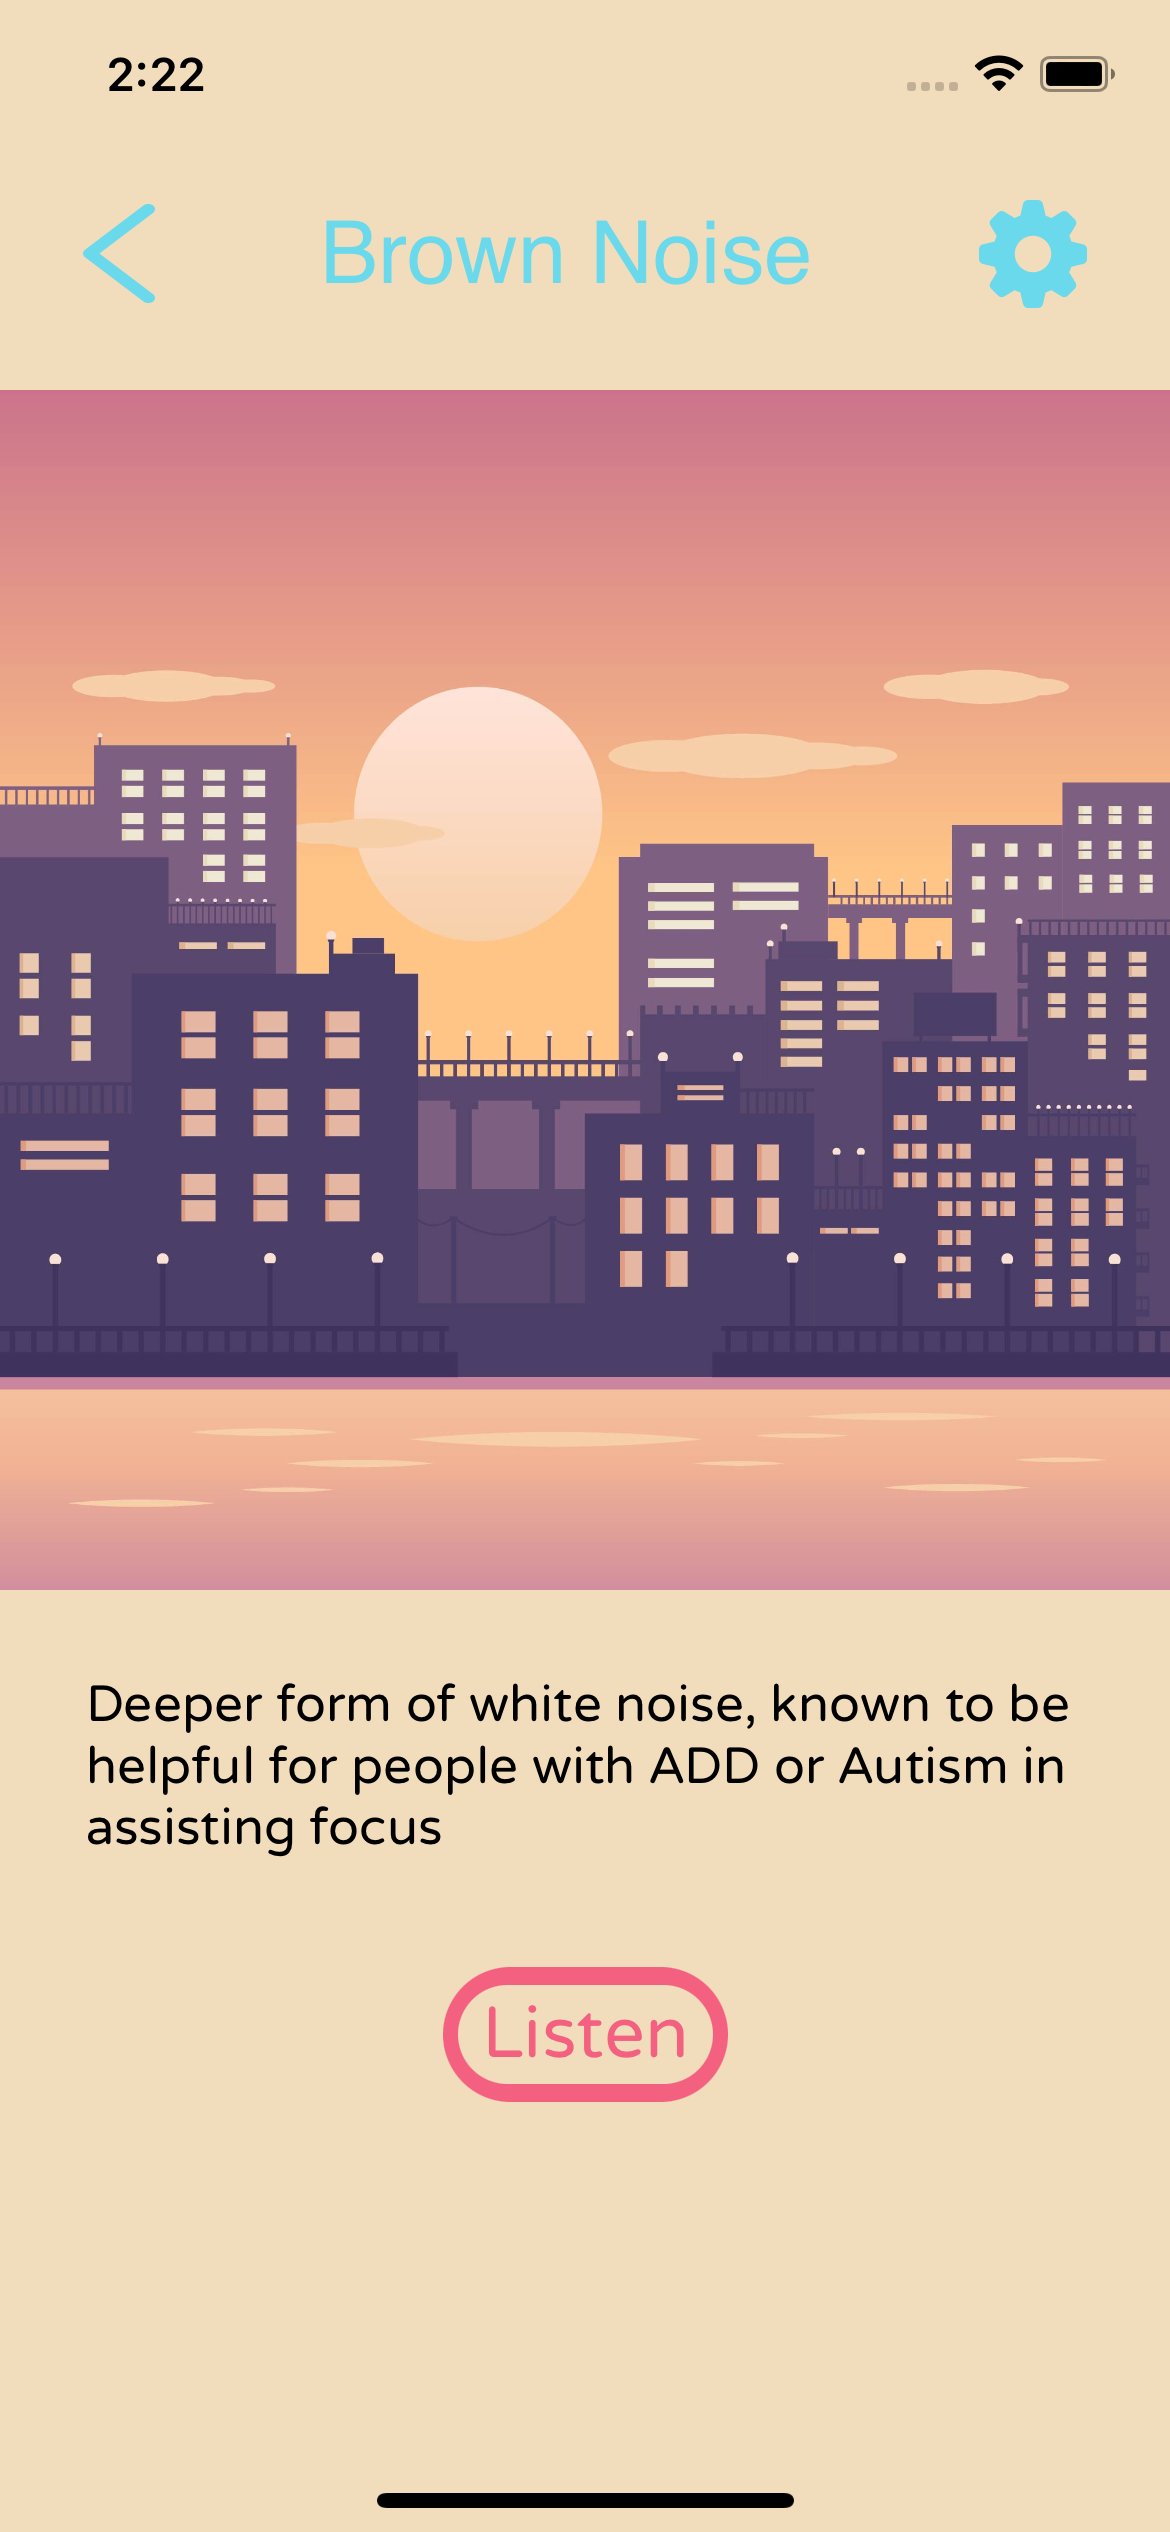 2:22
Brown Noise
Deeper form of white noise, known to be
helpful for people with ADD or Autism in
assisting focus
Listen